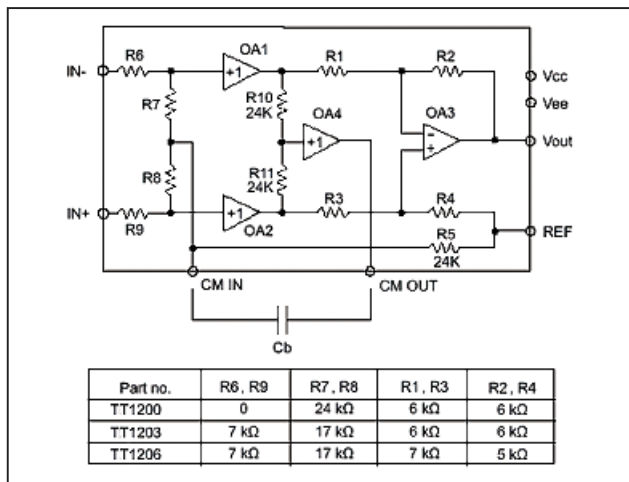 R6
OA1
R1
R2
IN-
+1
Vcc
R7
R10
24K
OA4
OA3
Vee
+1
-
+
Vout
R8
R11
24K
R3
R4
IN+
+1
R9
OA2
R5
24K
REF
CM IN
CM OUT
Cb
Part no. R6, R9 R7, R8 R1, R3 R2, R4
TT1200 0 24 kΩ 6 kΩ 6 kΩ
TT1203 7 kΩ 17 kΩ 6 kΩ 6 kΩ
TT1206 7 kΩ 17 kΩ 7 kΩ 5 kΩ